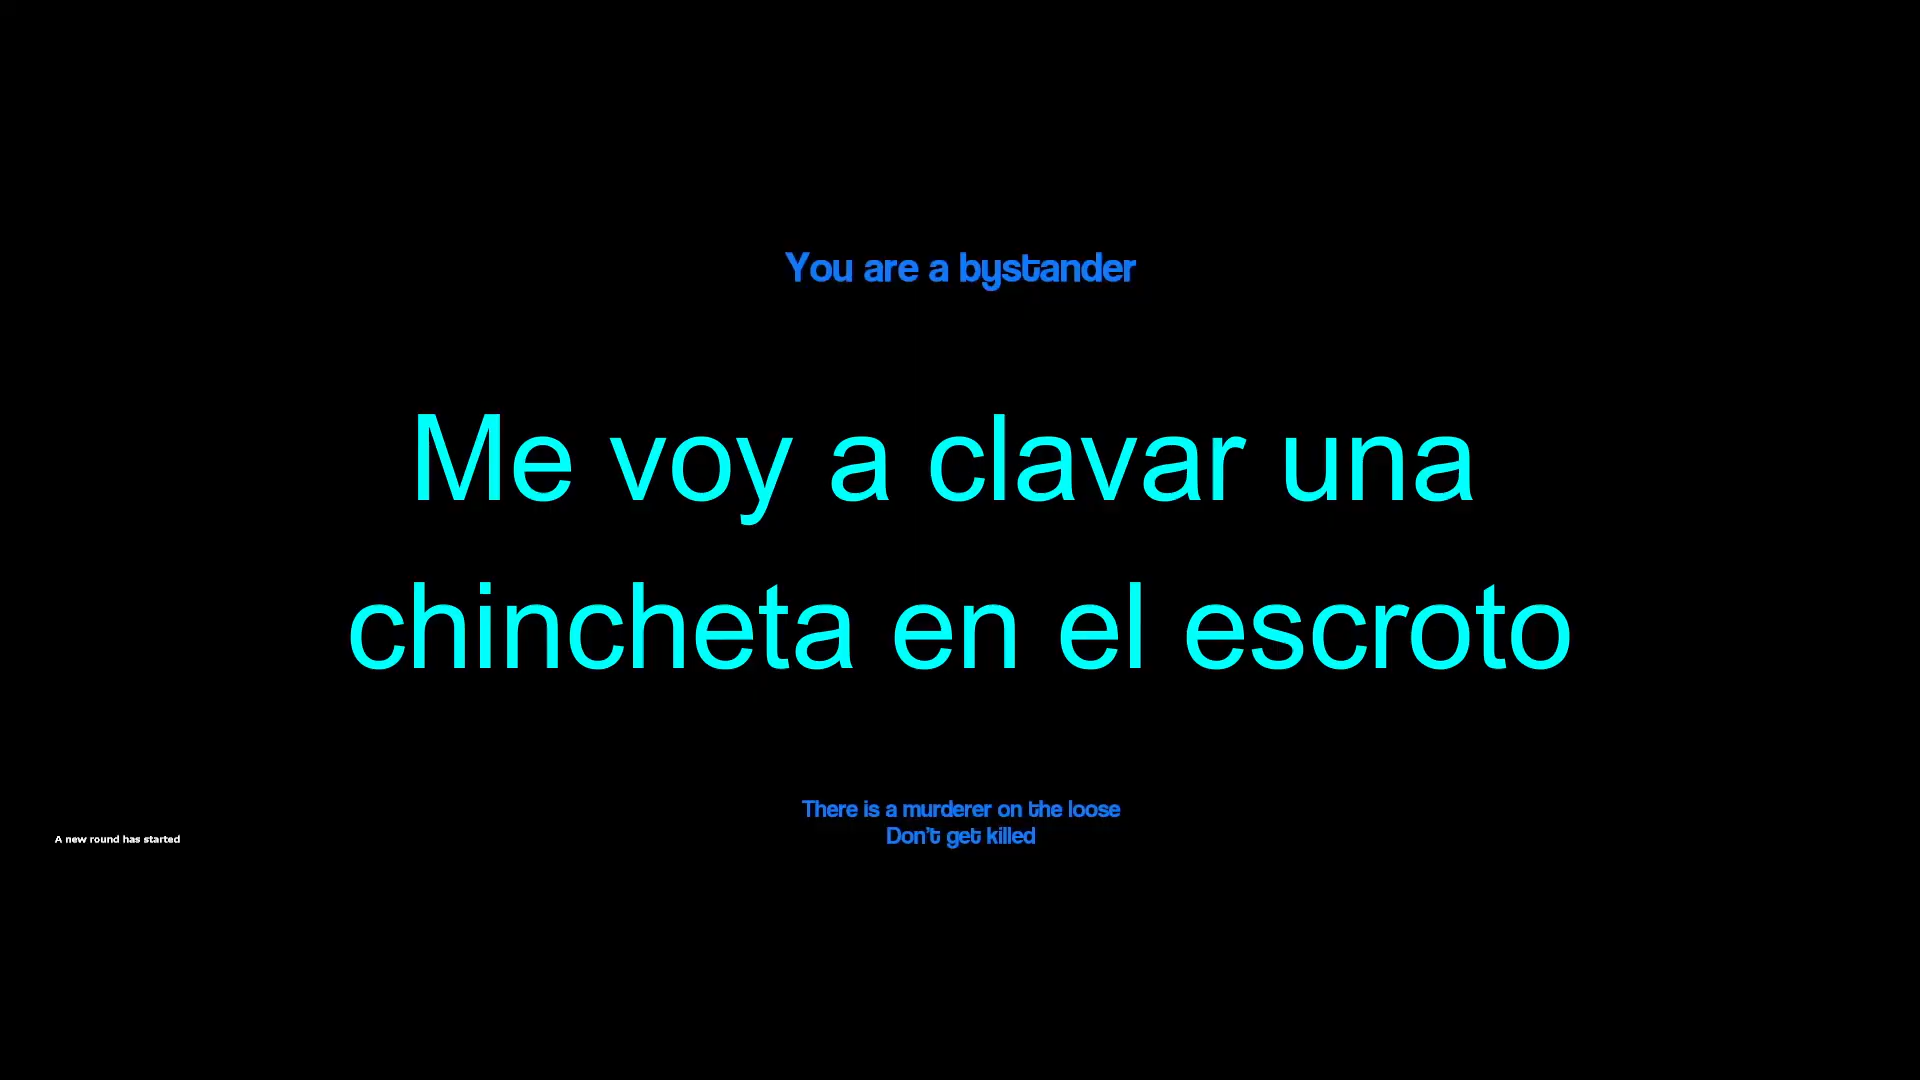 You are a bystander
Me voy a clavar una
chincheta en el escroto
There is a murderer on the loose
Don't get killed
A new round has started